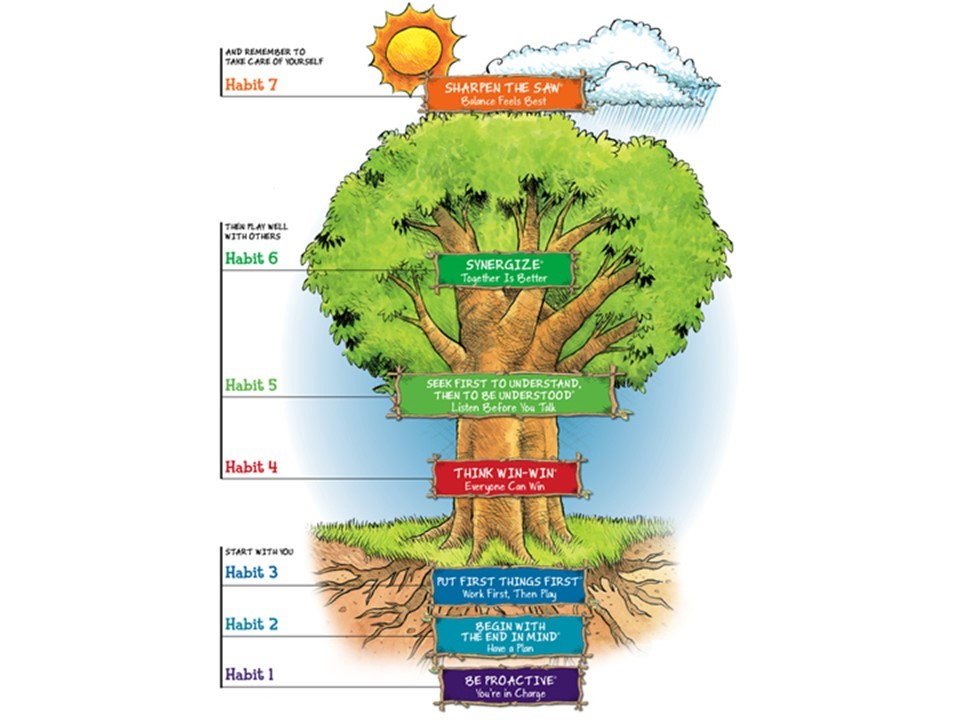 AND REMEMBER TO
TAKE CARE OF YOURSELF
Habit 7
SHARPEN THE SAW®
Balance Feels Best
THEN PLAY WELL
WITH OTHERS
Habit 6
SYNERGIZE®
Together Is Better
Habit 5
SEEK FIRST TO UNDERSTAND,
THEN TO BE UNDERSTOOD®
Listen Before You Talk
Habit 4
THINK WIN-WIN®
Everyone Can Win
START WITH YOU
Habit 3
PUT FIRST THINGS FIRST®
Work First, Then Play
Habit 2
BEGIN WITH
THE END IN MIND®
Have a Plan
Habit 1
BE PROACTIVE®
You're in Charge